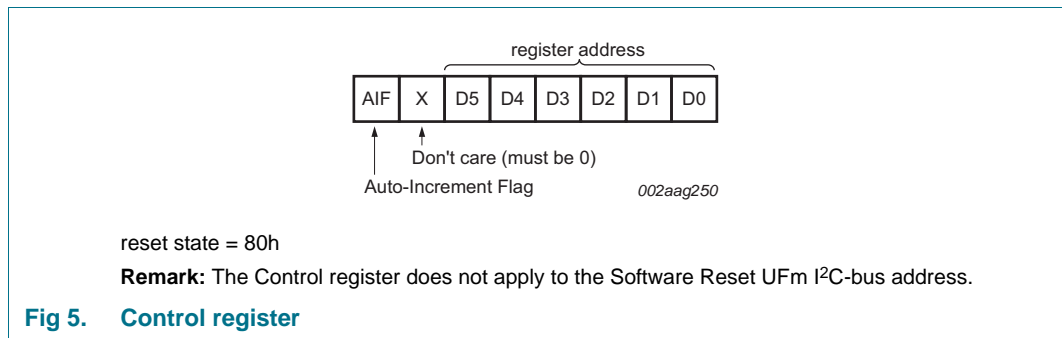 register address
AIF X D5 D4 D3 D2 D1 D0
Don't care (must be 0)
Auto-Increment Flag
002aag250
reset state = 80h
Remark: The Control register does not apply to the Software Reset UFm I²C-bus address.
Fig 5. Control register